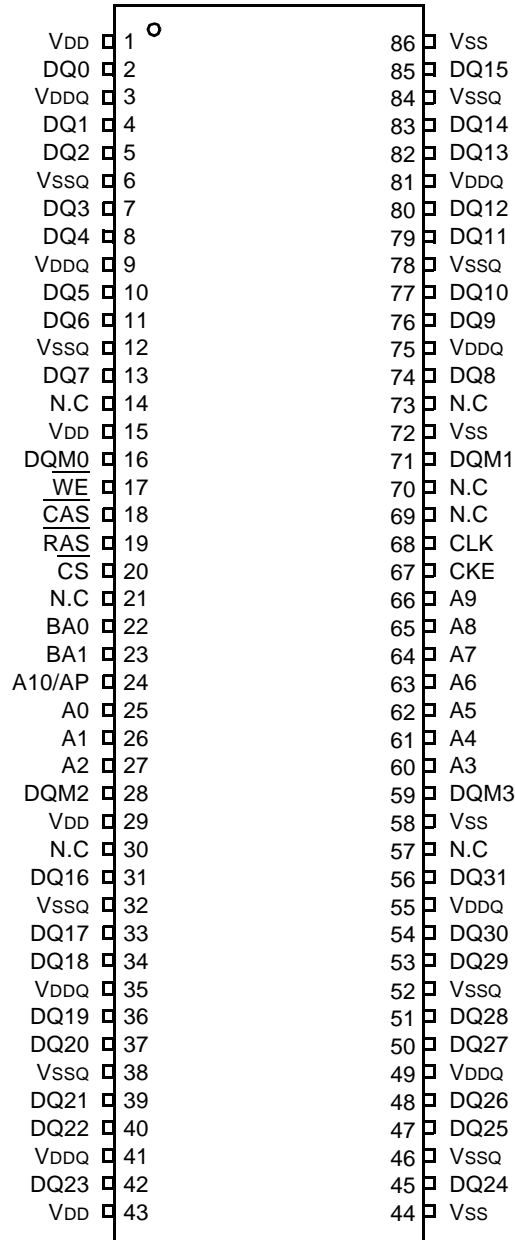 VDD 1 86 VSS
DQ0 2 85 DQ15
VDDQ 3 84 VSSQ
DQ1 4 83 DQ14
DQ2 5 82 DQ13
VSSQ 6 81 VDDQ
DQ3 7 80 DQ12
DQ4 8 79 DQ11
VDDQ 9 78 VSSQ
DQ5 10 77 DQ10
DQ6 11 76 DQ9
VSSQ 12 75 VDDQ
DQ7 13 74 DQ8
N.C 14 73 N.C
VDD 15 72 VSS
DQM0 16 71 DQM1
WE 17 70 N.C
CAS 18 69 N.C
RAS 19 68 CLK
CS 20 67 CKE
N.C 21 66 A9
BA0 22 65 A8
BA1 23 64 A7
A10/AP 24 63 A6
A0 25 62 A5
A1 26 61 A4
A2 27 60 A3
DQM2 28 59 DQM3
VDD 29 58 VSS
N.C 30 57 N.C
DQ16 31 56 DQ31
VSSQ 32 55 VDDQ
DQ17 33 54 DQ30
DQ18 34 53 DQ29
VDDQ 35 52 VSSQ
DQ19 36 51 DQ28
DQ20 37 50 DQ27
VSSQ 38 49 VDDQ
DQ21 39 48 DQ26
DQ22 40 47 DQ25
VDDQ 41 46 VSSQ
DQ23 42 45 DQ24
VDD 43 44 VSS